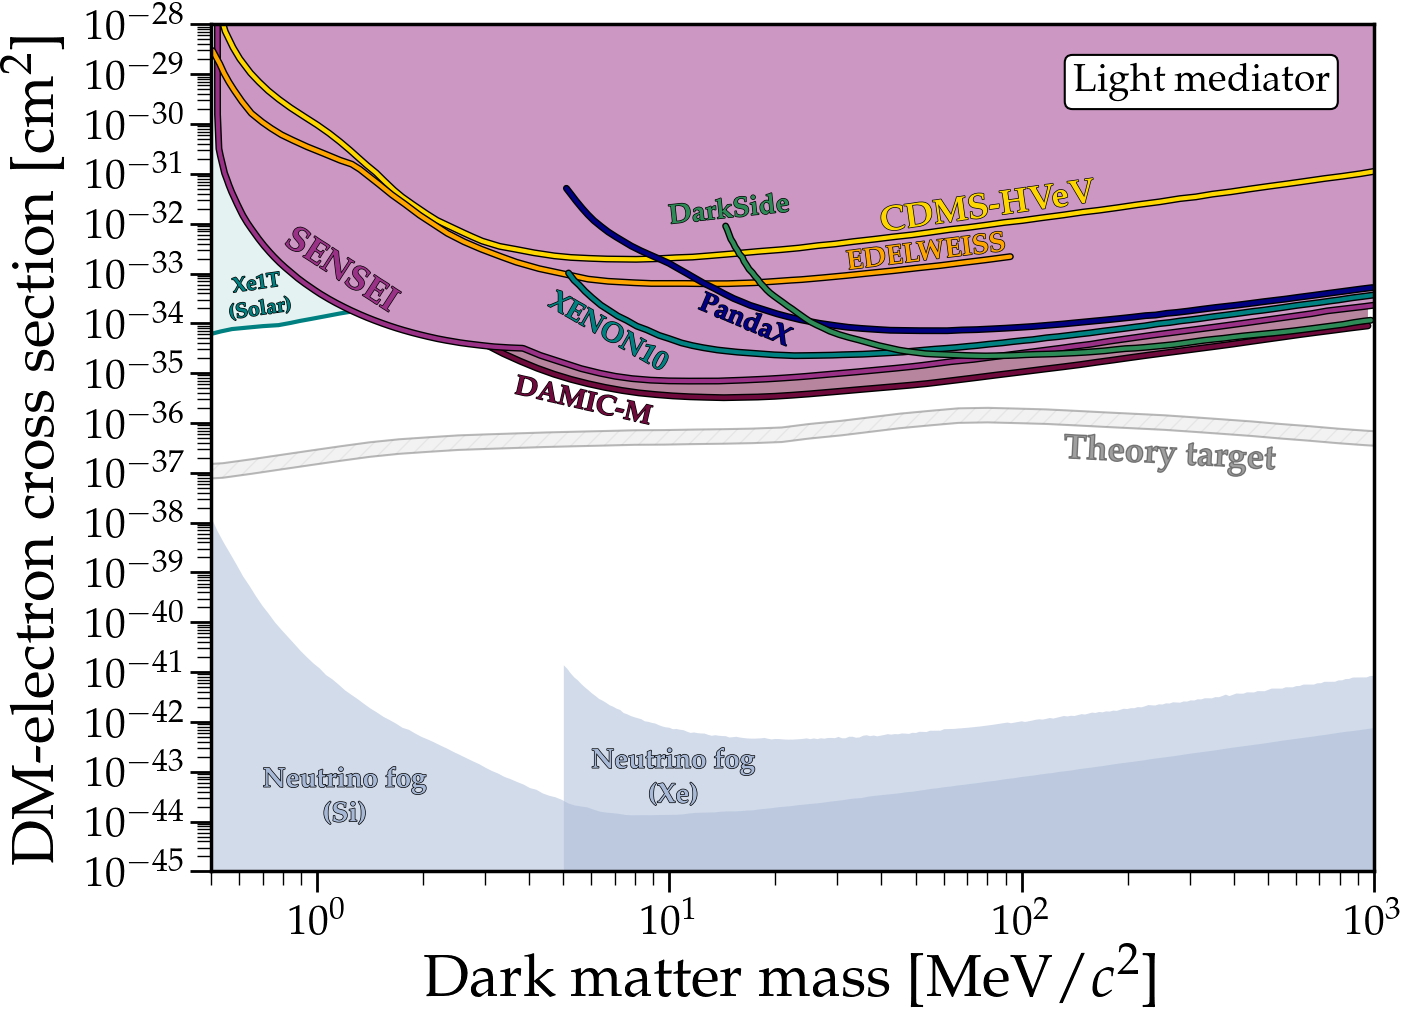 Light mediator
DM-electron cross section [cm²]
10⁻²⁸
10⁻²⁹
10⁻³⁰
10⁻³¹
10⁻³²
10⁻³³
10⁻³⁴
10⁻³⁵
10⁻³⁶
10⁻³⁷
10⁻³⁸
10⁻³⁹
10⁻⁴⁰
10⁻⁴¹
10⁻⁴²
10⁻⁴³
10⁻⁴⁴
10⁻⁴⁵
DarkSide
CDMS-HVeV
EDELWEISS
SENSEI
Xe1T
(Solar)
XENON10
PandaX
DAMIC-M
Theory target
Neutrino fog
(Xe)
Neutrino fog
(Si)
10⁰ 10¹ 10² 10³
Dark matter mass [MeV/c²]